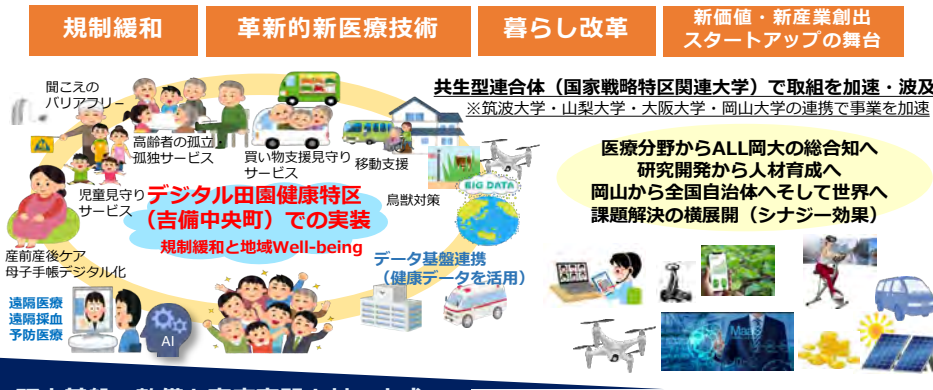 規制緩和
革新的新医療技術
暮らし改革
新価値・新産業創出
スタートアップの舞台
聞こえの
バリアフリー
高齢者の孤立・
孤独サービス
買い物支援見守り
サービス
移動支援
鳥獣対策
児童見守り
サービス
デジタル田園健康特区
（吉備中央町）での実装
規制緩和と地域Well-being
産前産後ケア
母子手帳デジタル化
BIG DATA
データ基盤連携
（健康データを活用）
遠隔医療
遠隔採血
予防医療
AI
共生型連合体（国家戦略特区関連大学）で取組を加速・波及
※筑波大学・山梨大学・大阪大学・岡山大学の連携で事業を加速
医療分野からALL岡大の総合知へ
研究開発から人材育成へ
岡山から全国自治体へそして世界へ
課題解決の横展開（シナジー効果）
MaaS